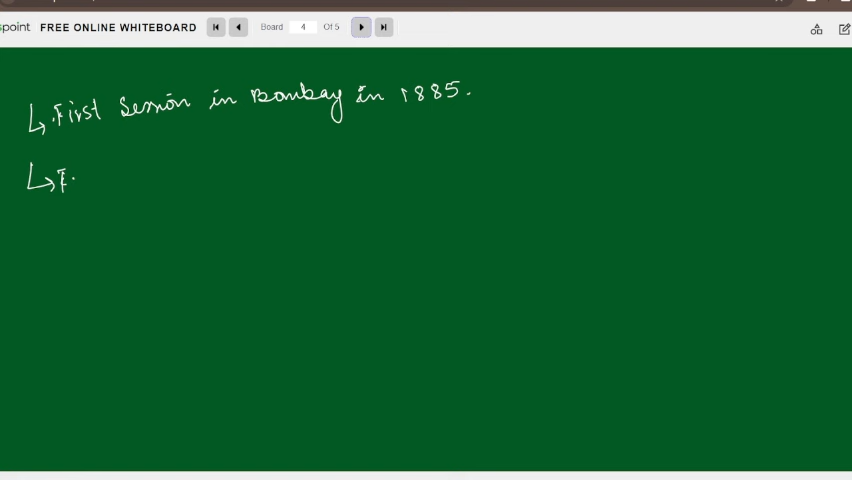 point FREE ONLINE WHITEBOARD Board 4 Of 5
First Session in Bombay in 1885.
F